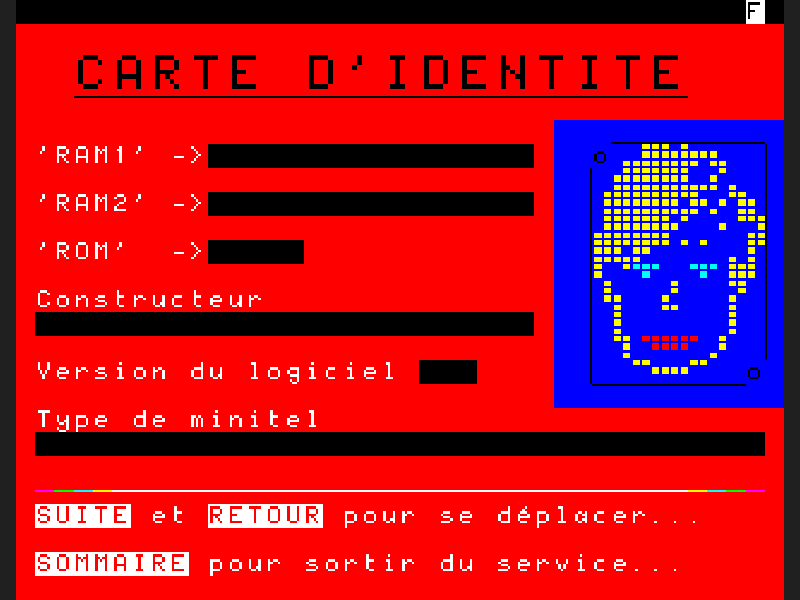 F
CARTE D'IDENTITE
'RAM1' ->
'RAM2' ->
'ROM' ->
Constructeur
Version du logiciel
Type de minitel
SUITE et RETOUR pour se déplacer...
SOMMAIRE pour sortir du service...